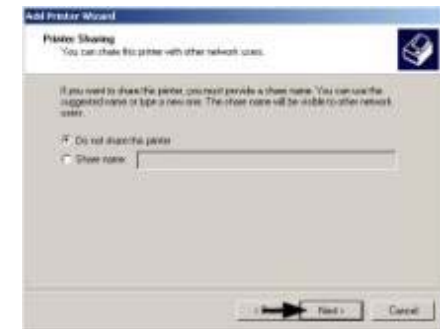 Add Printer Wizard
Printer Sharing
You can share this printer with other network users.
If you want to share this printer, you must provide a share name. You can use the
suggested name or type a new one. The share name will be visible to other network
users.
Do not share this printer
Share name:
Next >
Cancel